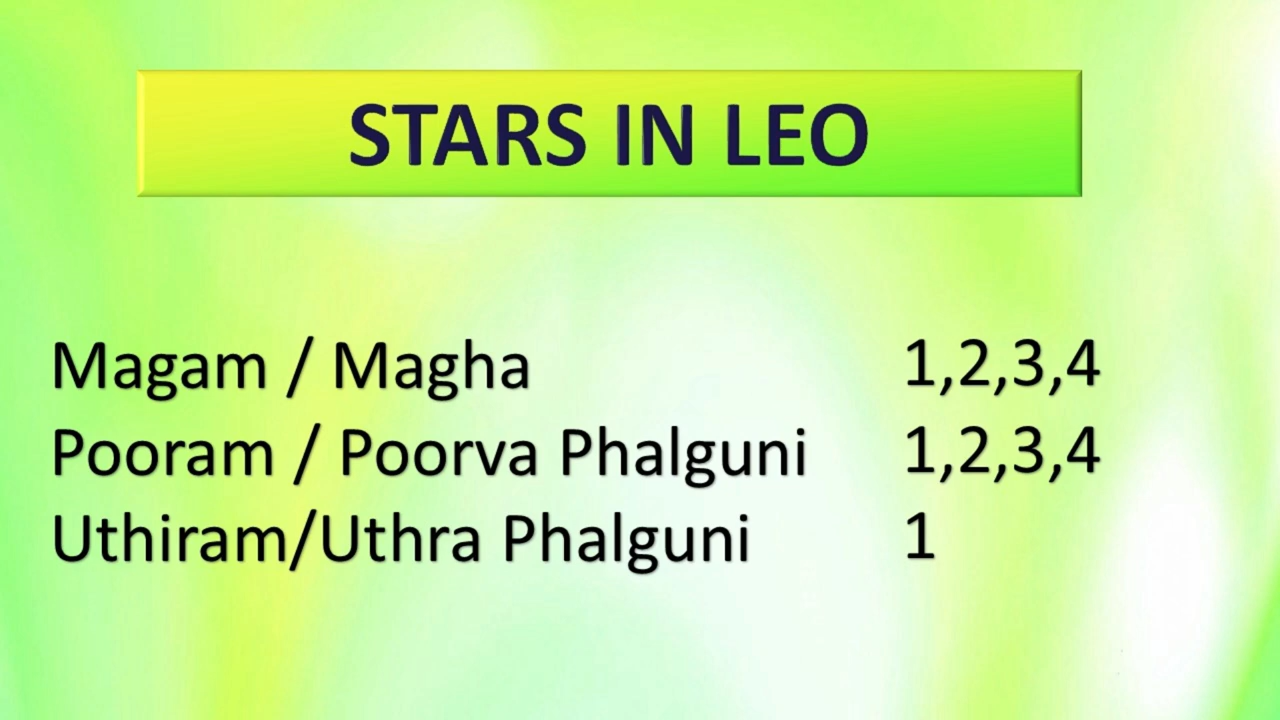 STARS IN LEO
Magam / Magha 1,2,3,4
Pooram / Poorva Phalguni 1,2,3,4
Uthiram/Uthra Phalguni 1